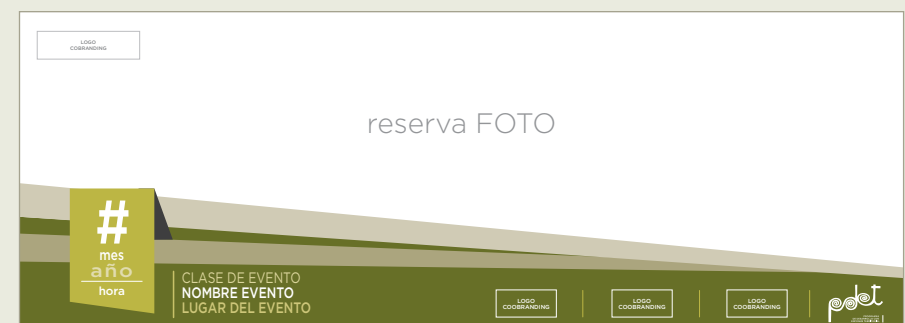 LOGO
COBRANDING
reserva FOTO
#
mes
año
hora
CLASE DE EVENTO
NOMBRE EVENTO
LUGAR DEL EVENTO
LOGO
COOBRANDING
LOGO
COOBRANDING
LOGO
COOBRANDING
pdet